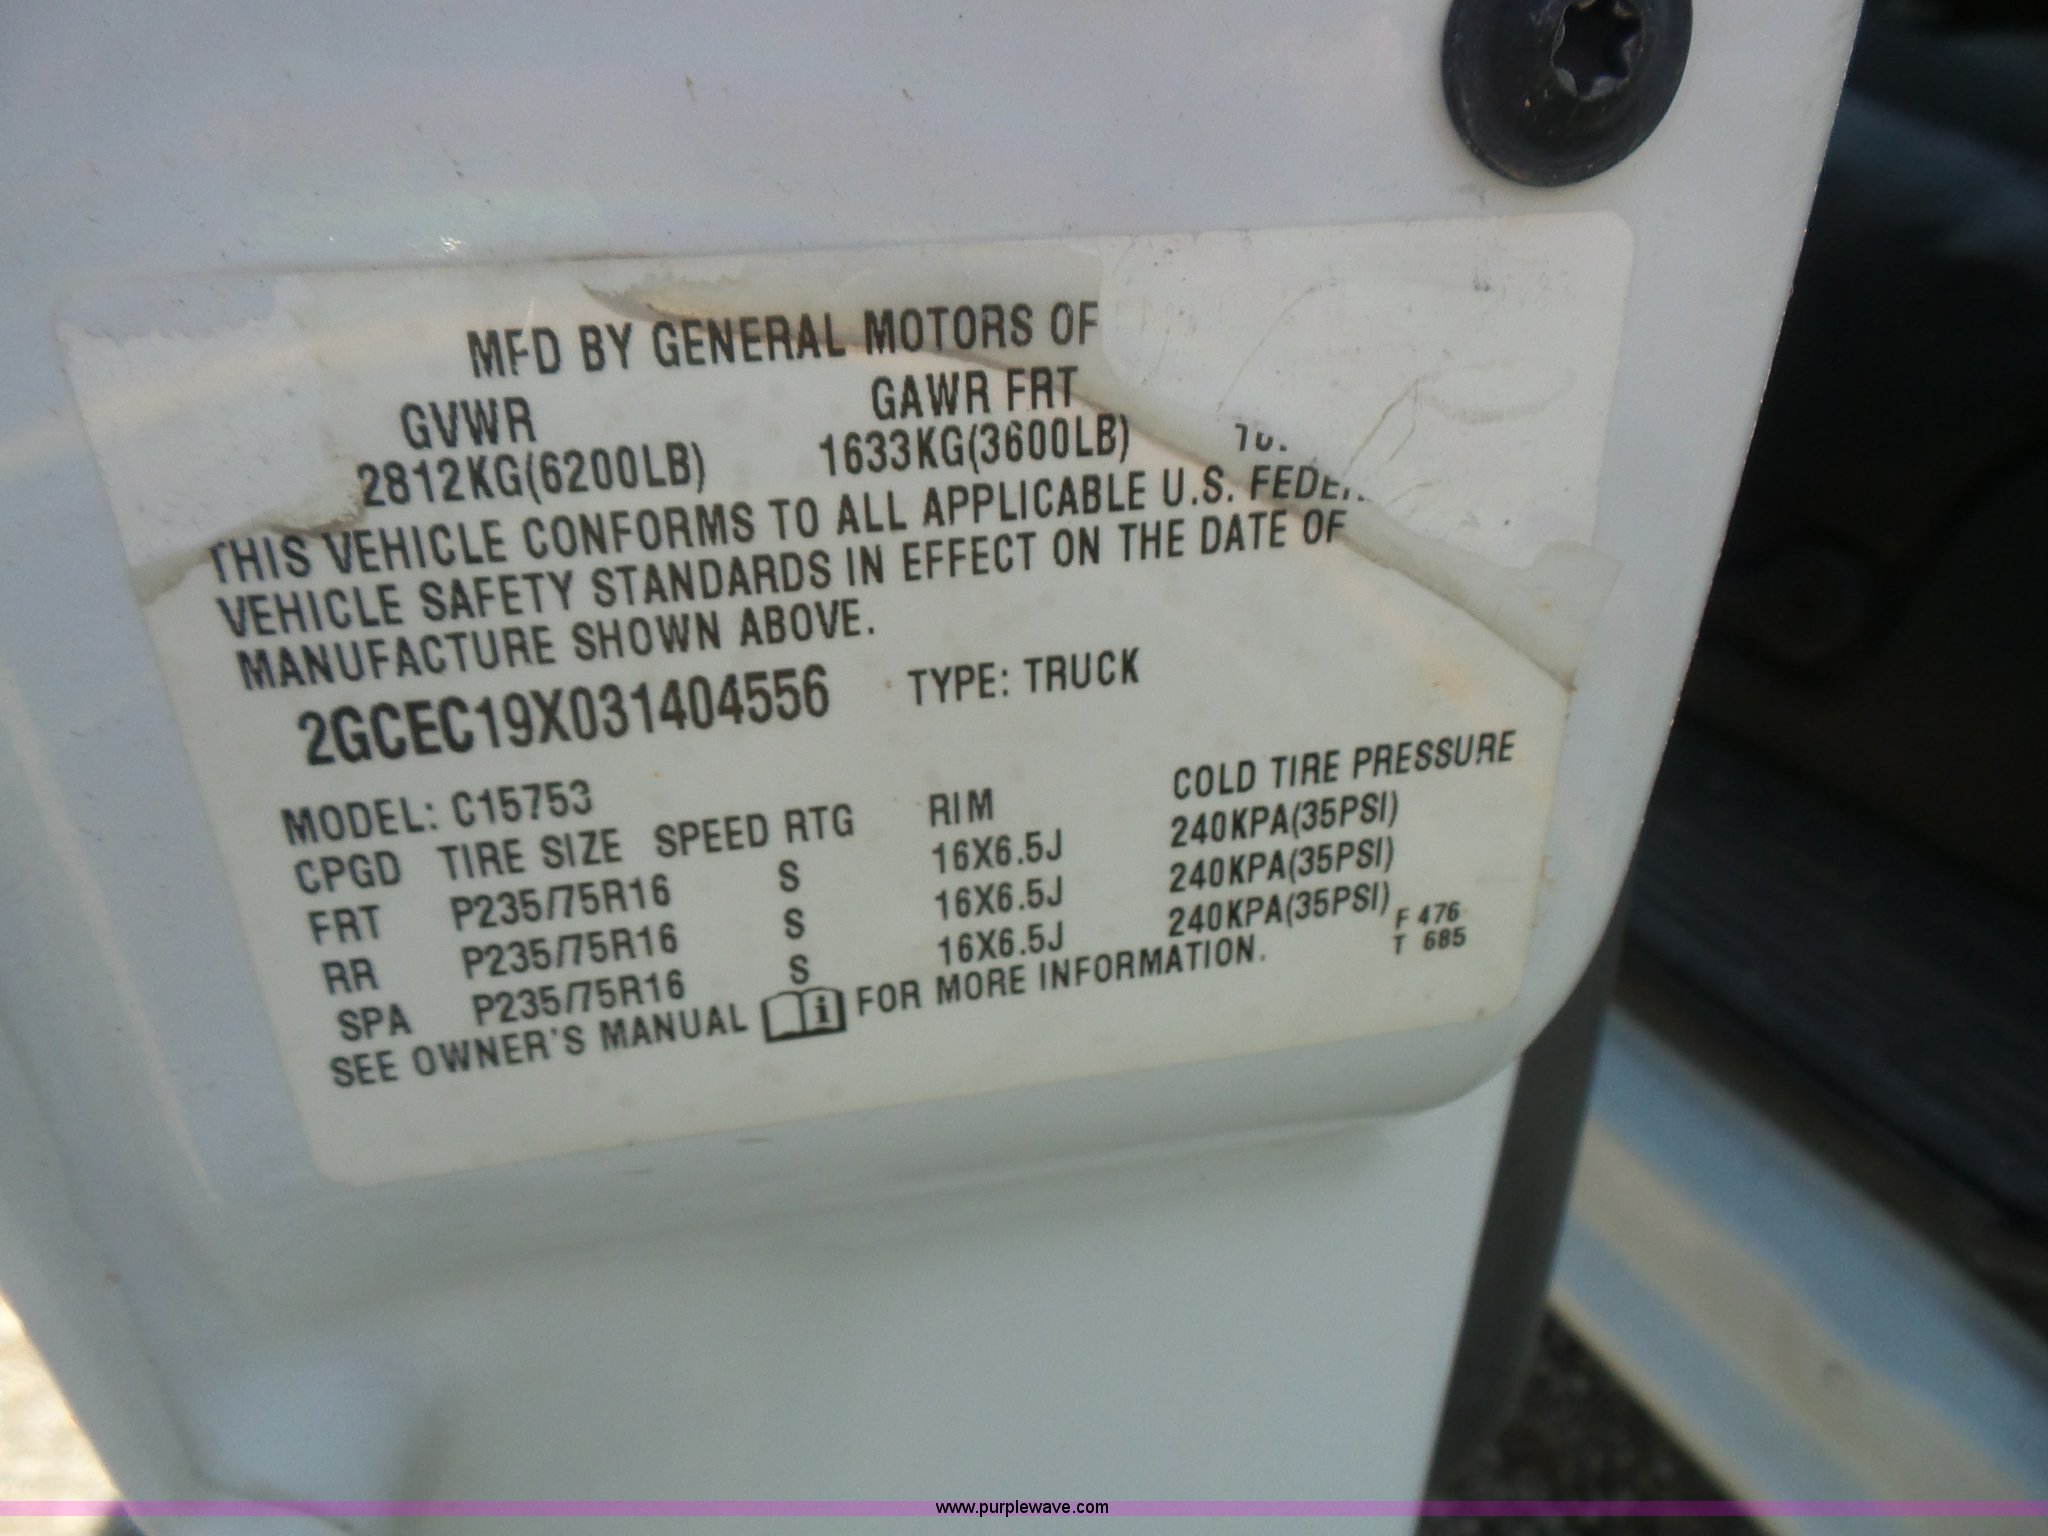 MFD BY GENERAL MOTORS OF
GVWR GAWR FRT
2812KG(6200LB) 1633KG(3600LB)
THIS VEHICLE CONFORMS TO ALL APPLICABLE U.S.
VEHICLE SAFETY STANDARDS IN EFFECT ON THE DATE OF
MANUFACTURE SHOWN ABOVE.
2GCEC19X031404556 TYPE: TRUCK
MODEL: C15753
CPGD TIRE SIZE SPEED RTG RIM COLD TIRE PRESSURE
FRT P235/75R16 S 16X6.5J 240KPA(35PSI)
RR P235/75R16 S 16X6.5J 240KPA(35PSI)
SPA P235/75R16 S 16X6.5J 240KPA(35PSI)
SEE OWNER'S MANUAL i FOR MORE INFORMATION.
F 476
T 685
www.purplewave.com